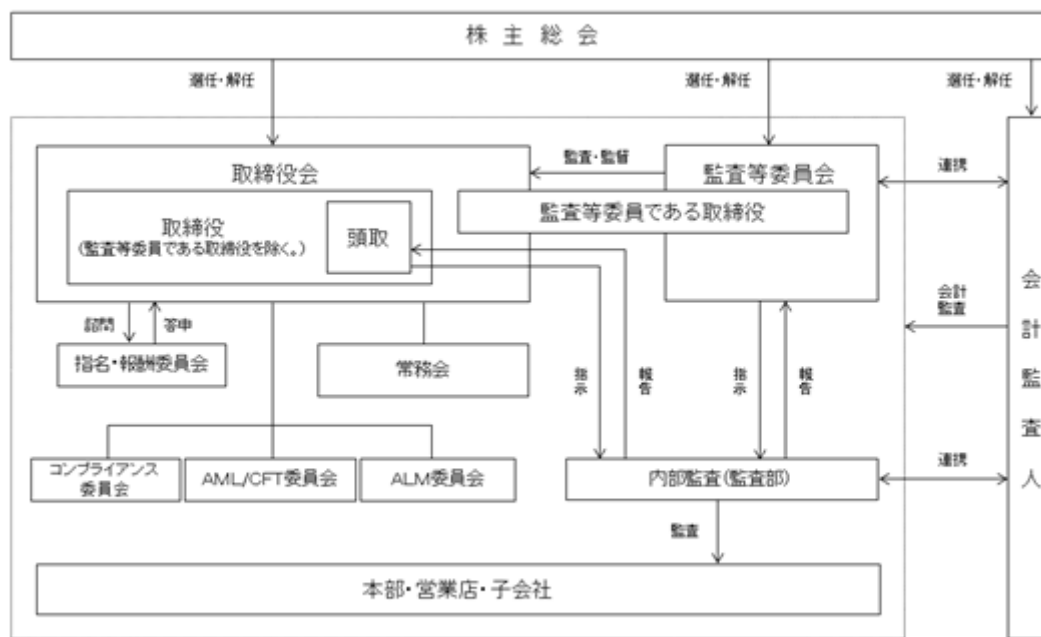 株主総会
選任・解任
選任・解任
選任・解任
取締役会
監査・監督
監査等委員会
連携
監査等委員である取締役
取締役
(監査等委員である取締役を除く。)
頭取
会計監査人
会計
監査
諮問
答申
指名・報酬委員会
常務会
指示
報告
指示
報告
コンプライアンス
委員会
AML/CFT委員会
ALM委員会
内部監査(監査部)
連携
監査
本部・営業店・子会社